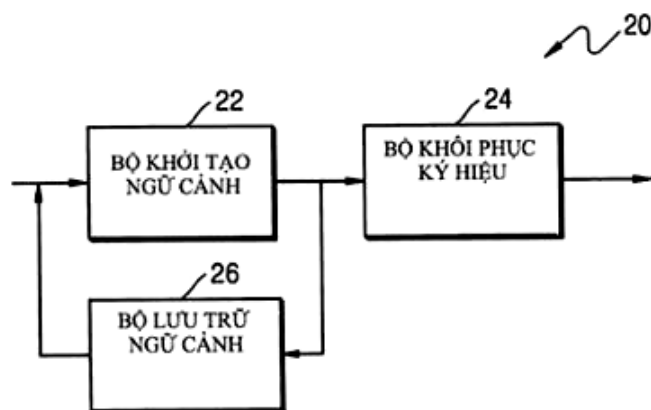 20
22
BỘ KHỞI TẠO
NGỮ CẢNH
24
BỘ KHÔI PHỤC
KÝ HIỆU
26
BỘ LƯU TRỮ
NGỮ CẢNH